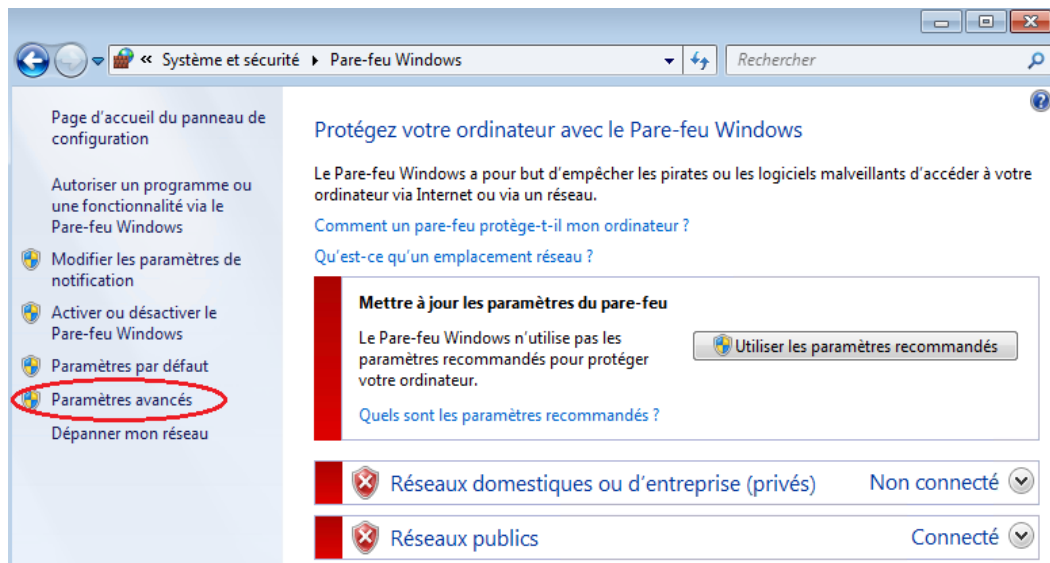 « Système et sécurité ▸ Pare-feu Windows
Rechercher
Page d'accueil du panneau de
configuration
Autoriser un programme ou
une fonctionnalité via le
Pare-feu Windows
Modifier les paramètres de
notification
Activer ou désactiver le
Pare-feu Windows
Paramètres par défaut
Paramètres avancés
Dépanner mon réseau
Protégez votre ordinateur avec le Pare-feu Windows
Le Pare-feu Windows a pour but d'empêcher les pirates ou les logiciels malveillants d'accéder à votre
ordinateur via Internet ou via un réseau.
Comment un pare-feu protège-t-il mon ordinateur ?
Qu'est-ce qu'un emplacement réseau ?
Mettre à jour les paramètres du pare-feu
Le Pare-feu Windows n'utilise pas les
paramètres recommandés pour protéger
votre ordinateur.
Utiliser les paramètres recommandés
Quels sont les paramètres recommandés ?
Réseaux domestiques ou d'entreprise (privés) Non connecté
Réseaux publics Connecté